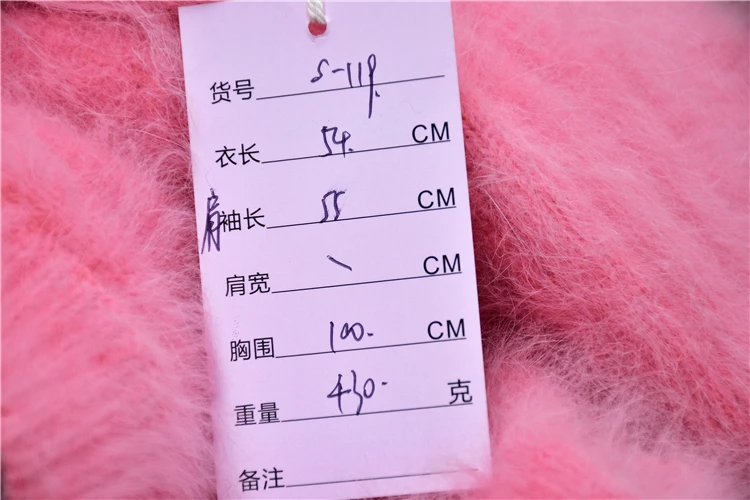 货号 S-119.
衣长 54. CM
肩袖长 55 CM
肩宽 \ CM
胸围 100. CM
重量 430. 克
备注